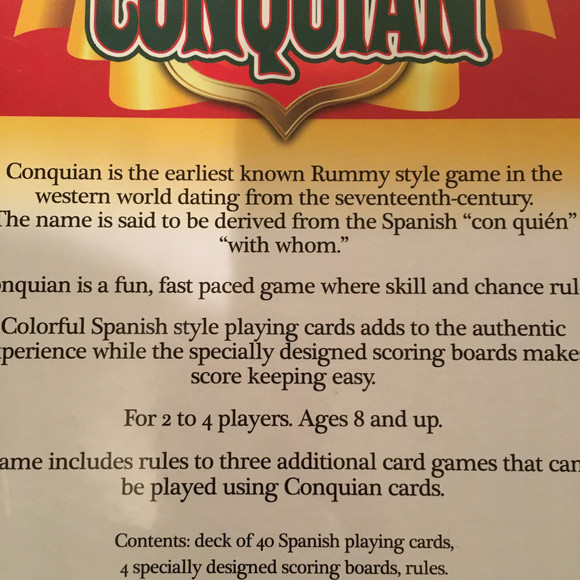 CONQUIAN
Conquian is the earliest known Rummy style game in the
western world dating from the seventeenth-century.
The name is said to be derived from the Spanish “con quién”
“with whom.”
nquian is a fun, fast paced game where skill and chance rul
Colorful Spanish style playing cards adds to the authentic
perience while the specially designed scoring boards make
score keeping easy.
For 2 to 4 players. Ages 8 and up.
ame includes rules to three additional card games that can
be played using Conquian cards.
Contents: deck of 40 Spanish playing cards,
4 specially designed scoring boards, rules.